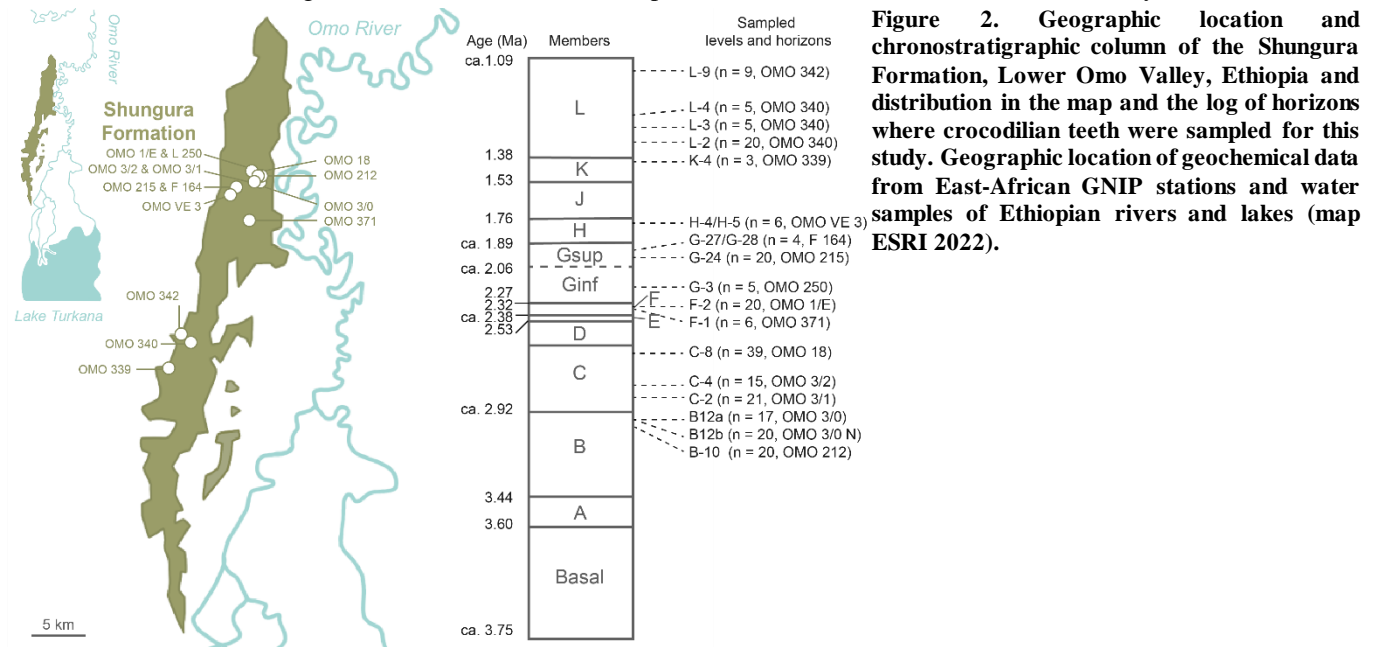 Omo River
Lake Turkana
Omo River
Shungura
Formation
OMO 1/E & L 250
OMO 3/2 & OMO 3/1
OMO 215 & F 164
OMO VE 3
OMO 18
OMO 212
OMO 3/0
OMO 371
OMO 342
OMO 340
OMO 339
5 km
Age (Ma)
Members
Sampled
levels and horizons
ca.1.09
1.38
1.53
1.76
ca. 1.89
ca. 2.06
2.27
2.32
ca. 2.38
2.53
ca. 2.92
3.44
3.60
ca. 3.75
L
K
J
H
Gsup
Ginf
F
E
D
C
B
A
Basal
L-9 (n = 9, OMO 342)
L-4 (n = 5, OMO 340)
L-3 (n = 5, OMO 340)
L-2 (n = 20, OMO 340)
K-4 (n = 3, OMO 339)
H-4/H-5 (n = 6, OMO VE 3)
G-27/G-28 (n = 4, F 164)
G-24 (n = 20, OMO 215)
G-3 (n = 5, OMO 250)
F-2 (n = 20, OMO 1/E)
F-1 (n = 6, OMO 371)
C-8 (n = 39, OMO 18)
C-4 (n = 15, OMO 3/2)
C-2 (n = 21, OMO 3/1)
B12a (n = 17, OMO 3/0)
B12b (n = 20, OMO 3/0 N)
B-10 (n = 20, OMO 212)
Figure 2. Geographic location and
chronostratigraphic column of the Shungura
Formation, Lower Omo Valley, Ethiopia and
distribution in the map and the log of horizons
where crocodilian teeth were sampled for this
study. Geographic location of geochemical data
from East-African GNIP stations and water
samples of Ethiopian rivers and lakes (map
ESRI 2022).